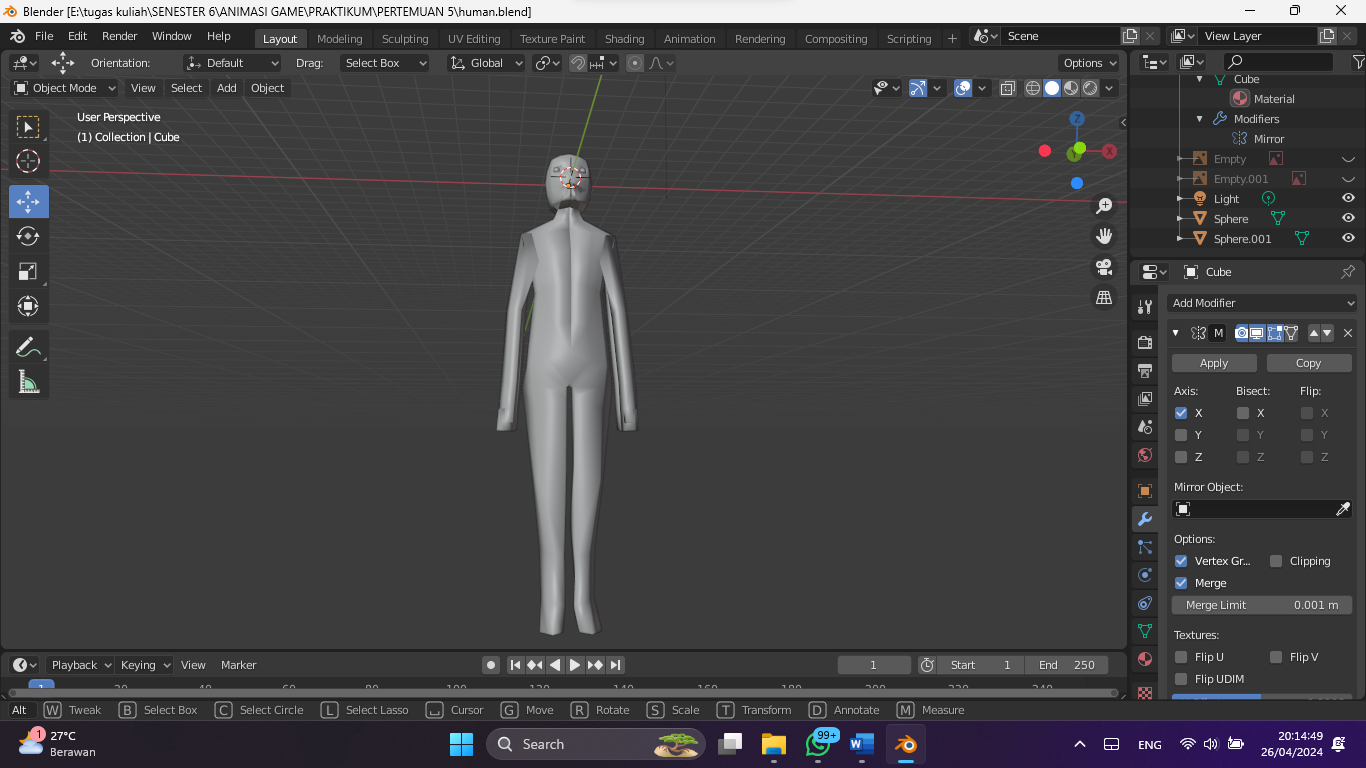 Blender [E:\tugas kuliah\SENESTER 6\ANIMASI GAME\PRAKTIKUM\PERTEMUAN 5\human.blend]
File Edit Render Window Help Layout Modeling Sculpting UV Editing Texture Paint Shading Animation Rendering Compositing Scripting + Scene View Layer
Orientation: Default Drag: Select Box Global Options
Object Mode View Select Add Object
User Perspective
(1) Collection | Cube
Z
X
Y
Cube
Material
Modifiers
Mirror
Empty
Empty.001
Light
Sphere
Sphere.001
Cube
Add Modifier
M
Apply Copy
Axis: Bisect: Flip:
X X X
Y Y Y
Z Z Z
Mirror Object:
Options:
Vertex Gr... Clipping
Merge
Merge Limit 0.001 m
Textures:
Flip U Flip V
Flip UDIM
Playback Keying View Marker 1 Start 1 End 250
1 20 40 60 80 100 120 140 160 180 200 220 240
Alt W Tweak B Select Box C Select Circle L Select Lasso Cursor G Move R Rotate S Scale T Transform D Annotate M Measure
1
27°C
Berawan
Search
99+
W
ENG
20:14:49
26/04/2024